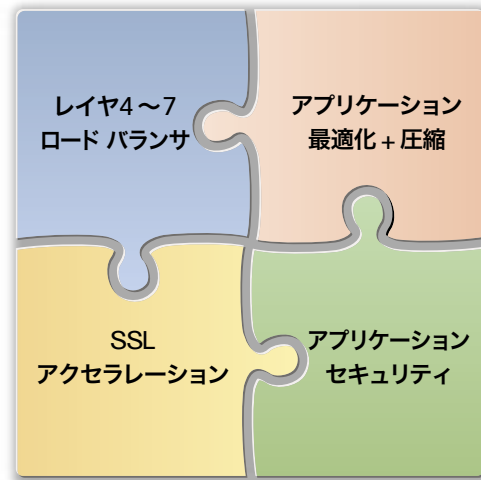 レイヤ4～7
ロード バランサ
アプリケーション
最適化 + 圧縮
SSL
アクセラレーション
アプリケーション
セキュリティ